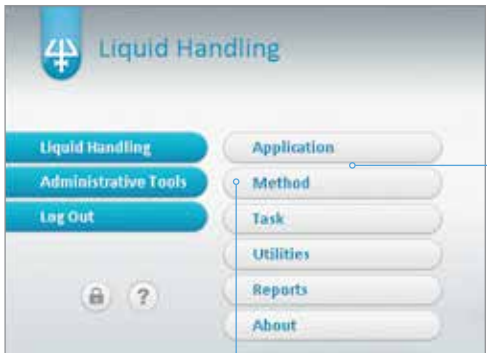 Liquid Handling
Liquid Handling
Administrative Tools
Log Out
Application
Method
Task
Utilities
Reports
About
?